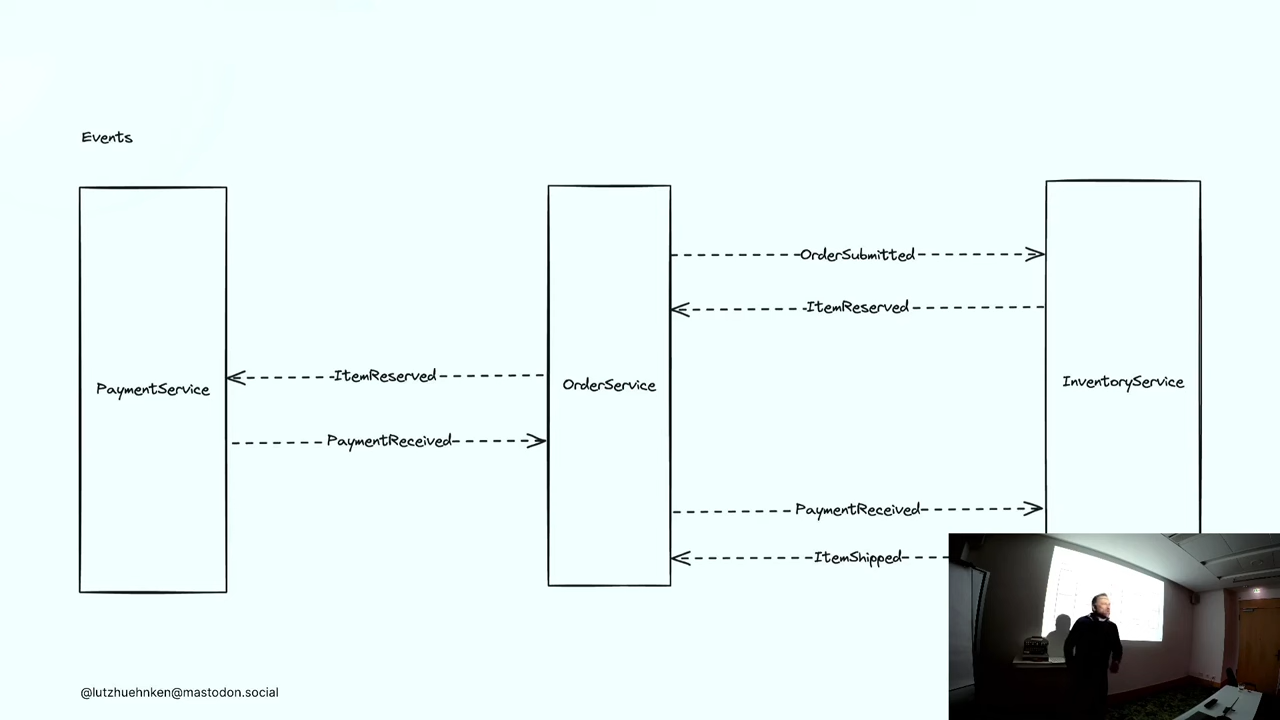 Events
OrderSubmitted
ItemReserved
ItemReserved
PaymentService
OrderService
InventoryService
PaymentReceived
PaymentReceived
ItemShipped
@lutzhuehnken@mastodon.social